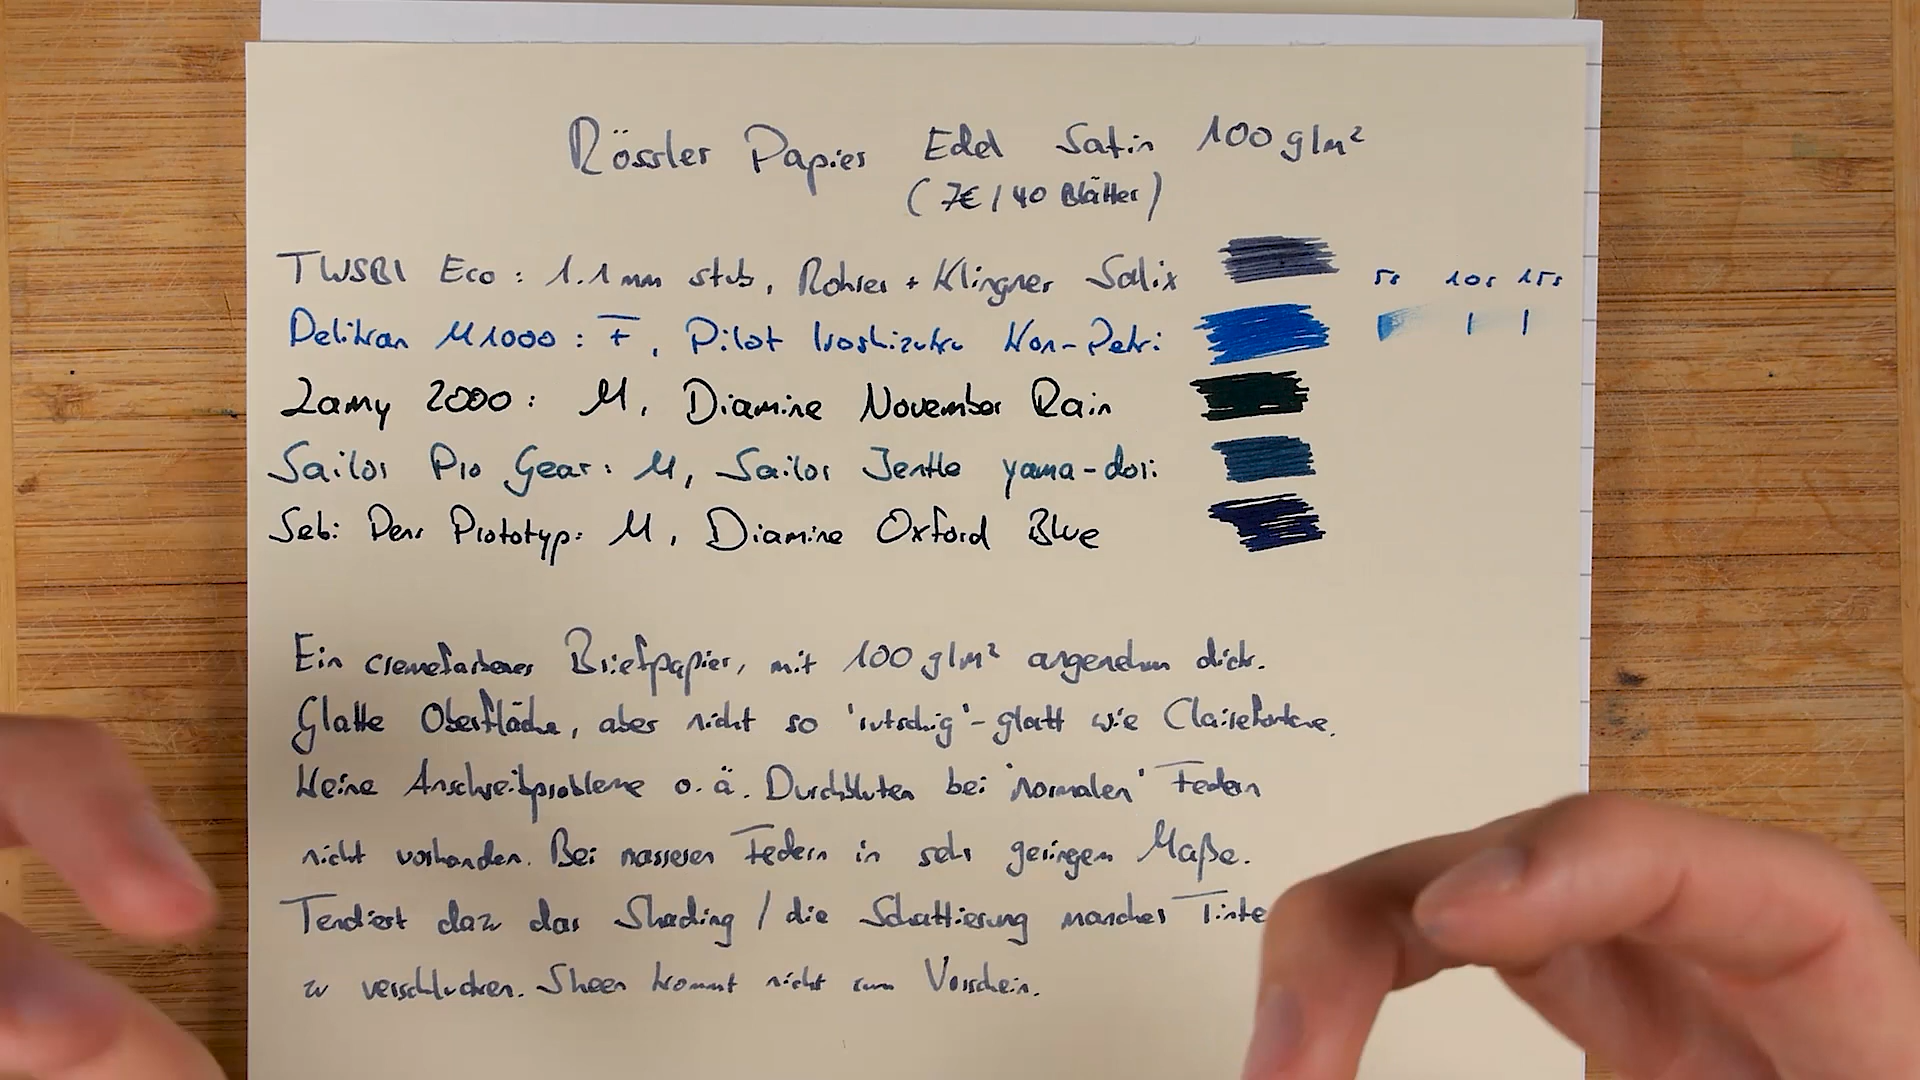 Rössler Papier Edel Satin 100 g/m²
(7€/40 Blätter)
TWSBI Eco: 1.1 mm stub, Rohrer + Klingner Salix
5s 10s 15s
Pelikan M1000: F, Pilot Iroshizuku Kon-Peki
Lamy 2000: M, Diamine November Rain
Sailor Pro Gear: M, Sailor Jentle yama-dori
Sebi Pens Prototyp: M, Diamine Oxford Blue
Ein cremefarbenes Briefpapier, mit 100 g/m² angenehm dick.
Glatte Oberfläche, aber nicht so 'rutschig'-glatt wie Clairefontaine.
Keine Anschreibprobleme o.ä. Durchbluten bei 'normalen' Federn
nicht vorhanden. Bei nasseren Federn in sehr geringem Maße.
Tendiert dazu das Shading / die Schattierung mancher Tinte
zu verschlucken. Sheen kommt nicht zum Vorschein.